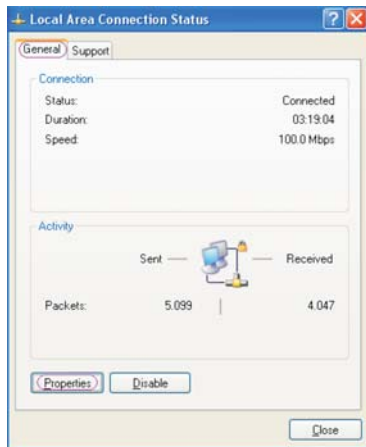 Local Area Connection Status
General Support
Connection
Status: Connected
Duration: 03:19:04
Speed: 100.0 Mbps
Activity
Sent Received
Packets: 5.099 4.047
Properties Disable
Close